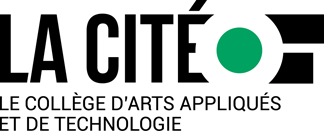 LA CITÉ
LE COLLÈGE D'ARTS APPLIQUÉS
ET DE TECHNOLOGIE